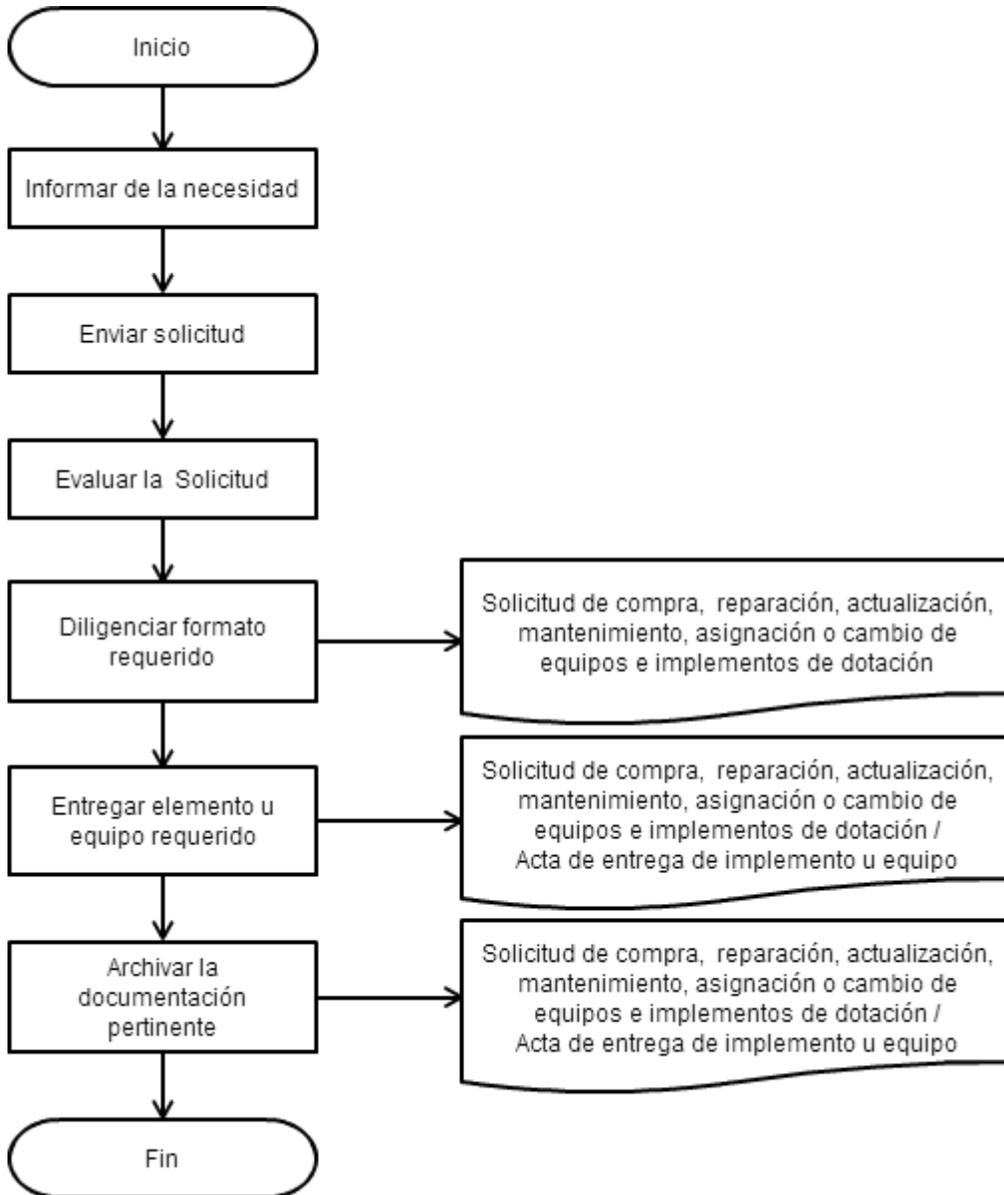 Inicio
Informar de la necesidad
Enviar solicitud
Evaluar la  Solicitud
Diligenciar formato
requerido
Solicitud de compra,  reparación, actualización,
mantenimiento, asignación o cambio de
equipos e implementos de dotación
Entregar elemento u
equipo requerido
Solicitud de compra,  reparación, actualización,
mantenimiento, asignación o cambio de
equipos e implementos de dotación /
Acta de entrega de implemento u equipo
Archivar la
documentación
pertinente
Solicitud de compra,  reparación, actualización,
mantenimiento, asignación o cambio de
equipos e implementos de dotación /
Acta de entrega de implemento u equipo
Fin